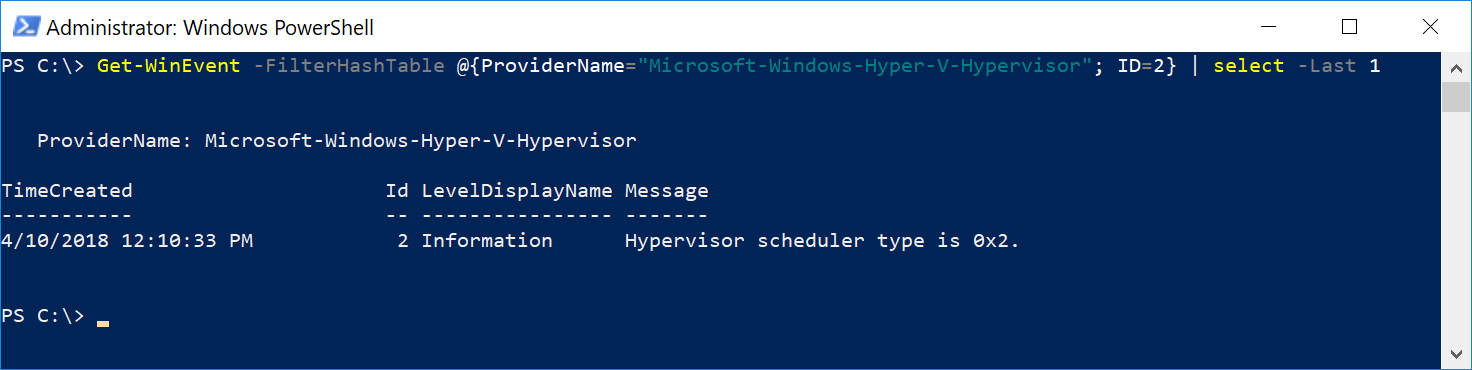 Administrator: Windows PowerShell
PS C:\> Get-WinEvent -FilterHashTable @{ProviderName="Microsoft-Windows-Hyper-V-Hypervisor"; ID=2} | select -Last 1
ProviderName: Microsoft-Windows-Hyper-V-Hypervisor
TimeCreated Id LevelDisplayName Message
----------- -- ---------------- -------
4/10/2018 12:10:33 PM 2 Information Hypervisor scheduler type is 0x2.
PS C:\>